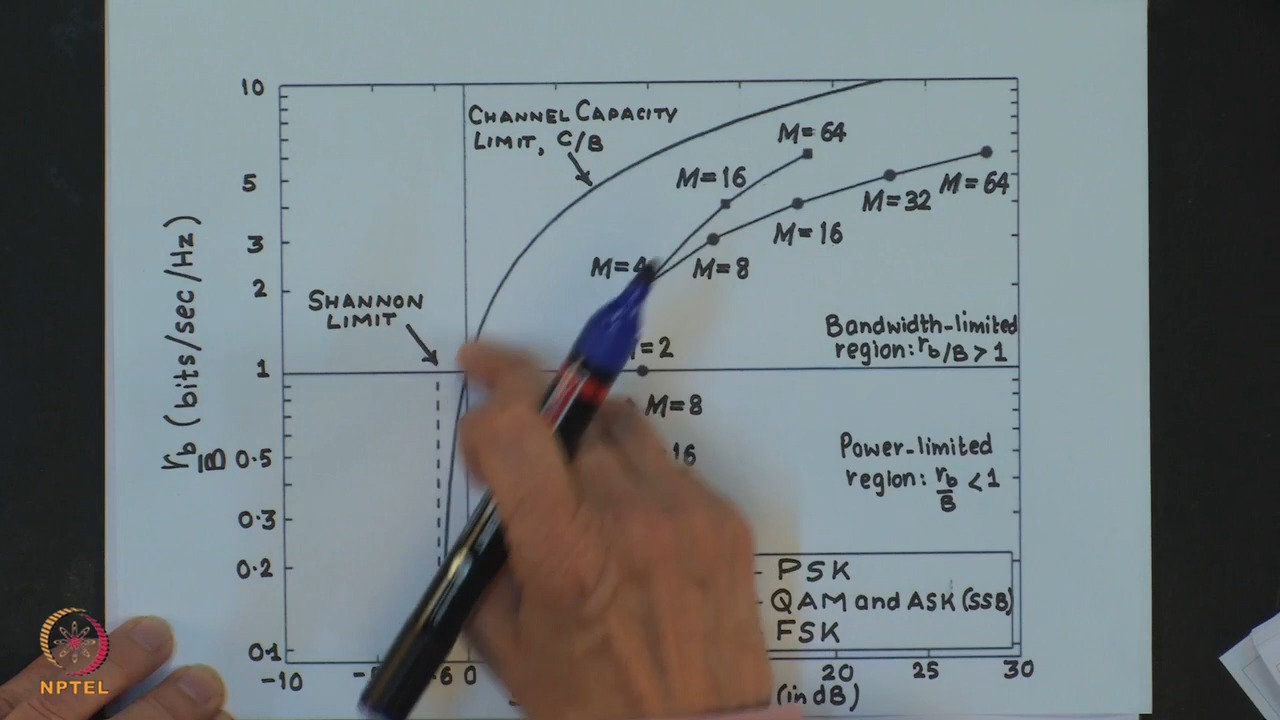 10
CHANNEL CAPACITY
LIMIT, C/B
M=64
M=16
5
M=64
M=32
M=16
3
M=4
M=8
2
SHANNON
LIMIT
Bandwidth-limited
region: rb/B > 1
=2
1
M=8
rb/B (bits/sec/Hz)
Power-limited
0.5
16
region: rb/B < 1
0.3
0.2
PSK
QAM and ASK (SSB)
FSK
0.1
-10
6
0
20
25
30
(in dB)
NPTEL